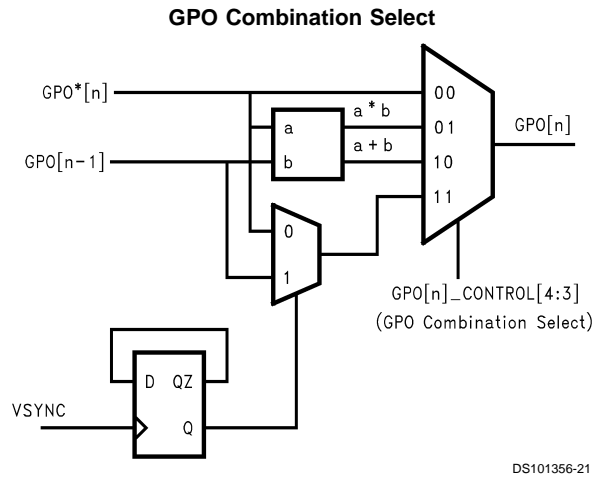 GPO Combination Select
GPO*[n]
GPO[n-1]
a
b
a * b
a + b
00
01
10
11
GPO[n]
0
1
GPO[n]_CONTROL[4:3]
(GPO Combination Select)
D QZ
Q
VSYNC
DS101356-21